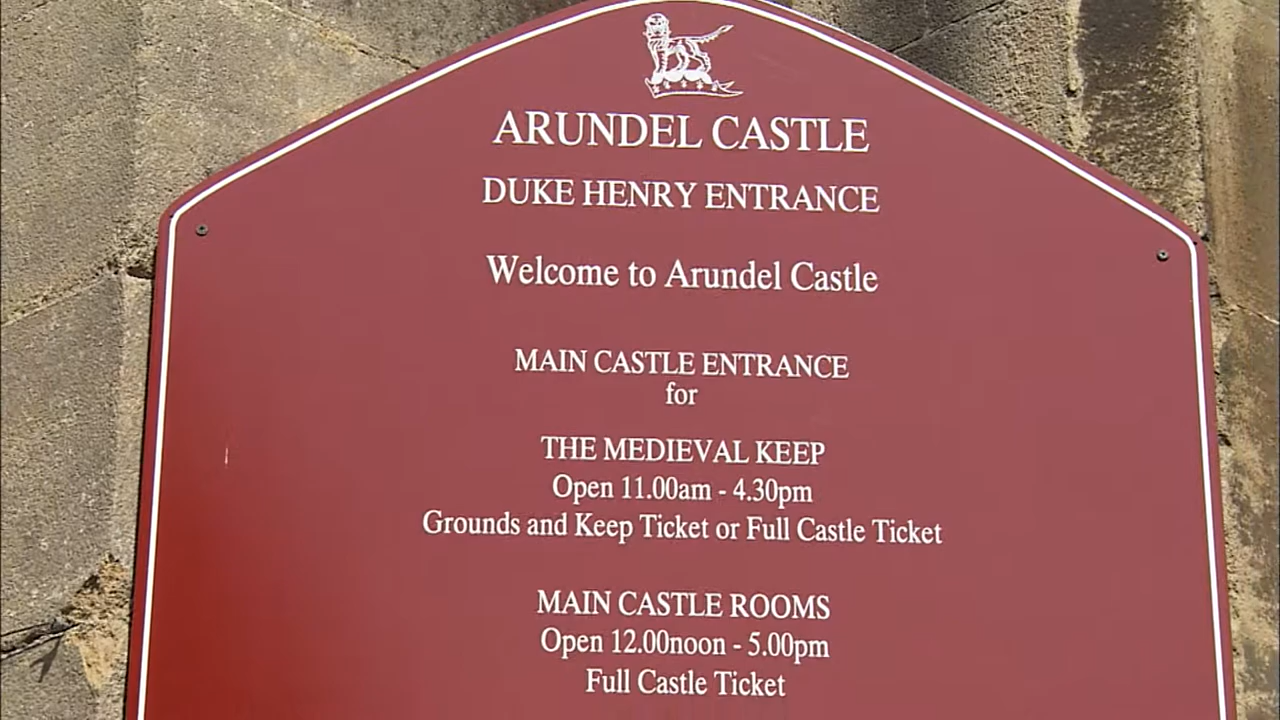 ARUNDEL CASTLE
DUKE HENRY ENTRANCE
Welcome to Arundel Castle
MAIN CASTLE ENTRANCE
for
THE MEDIEVAL KEEP
Open 11.00am - 4.30pm
Grounds and Keep Ticket or Full Castle Ticket
MAIN CASTLE ROOMS
Open 12.00noon - 5.00pm
Full Castle Ticket